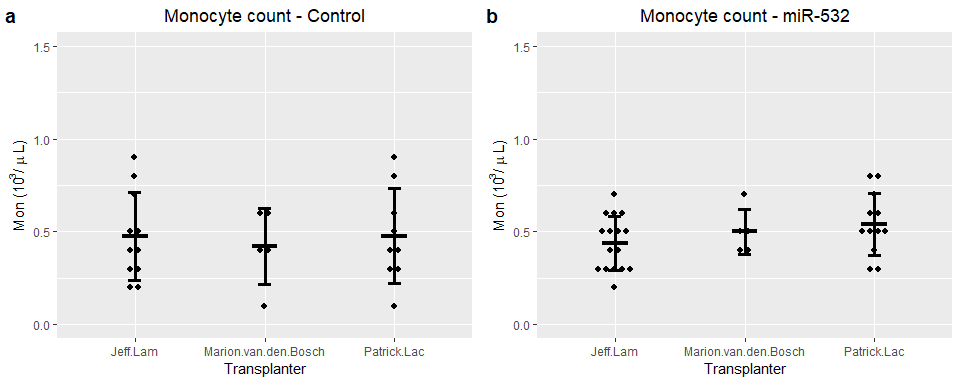 a
Monocyte count - Control
Mon (10³/ μ L)
1.5
1.0
0.5
0.0
Jeff.Lam Marion.van.den.Bosch Patrick.Lac
Transplanter
b
Monocyte count - miR-532
Mon (10³/ μ L)
1.5
1.0
0.5
0.0
Jeff.Lam Marion.van.den.Bosch Patrick.Lac
Transplanter